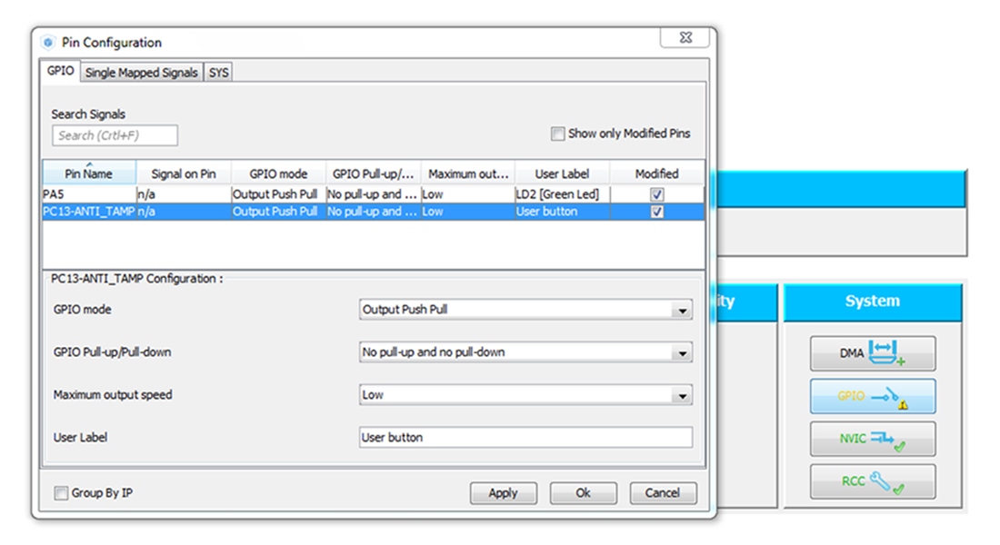 Pin Configuration
GPIO Single Mapped Signals SYS
Search Signals
Search (Crtl+F)
Show only Modified Pins
Pin Name Signal on Pin GPIO mode GPIO Pull-up/... Maximum out... User Label Modified
PA5 n/a Output Push Pull No pull-up and ... Low LD2 [Green Led]
PC13-ANTI_TAMP n/a Output Push Pull No pull-up and ... Low User button
PC13-ANTI_TAMP Configuration :
GPIO mode Output Push Pull
GPIO Pull-up/Pull-down No pull-up and no pull-down
Maximum output speed Low
User Label User button
Group By IP Apply Ok Cancel
ity System
DMA
GPIO
NVIC
RCC